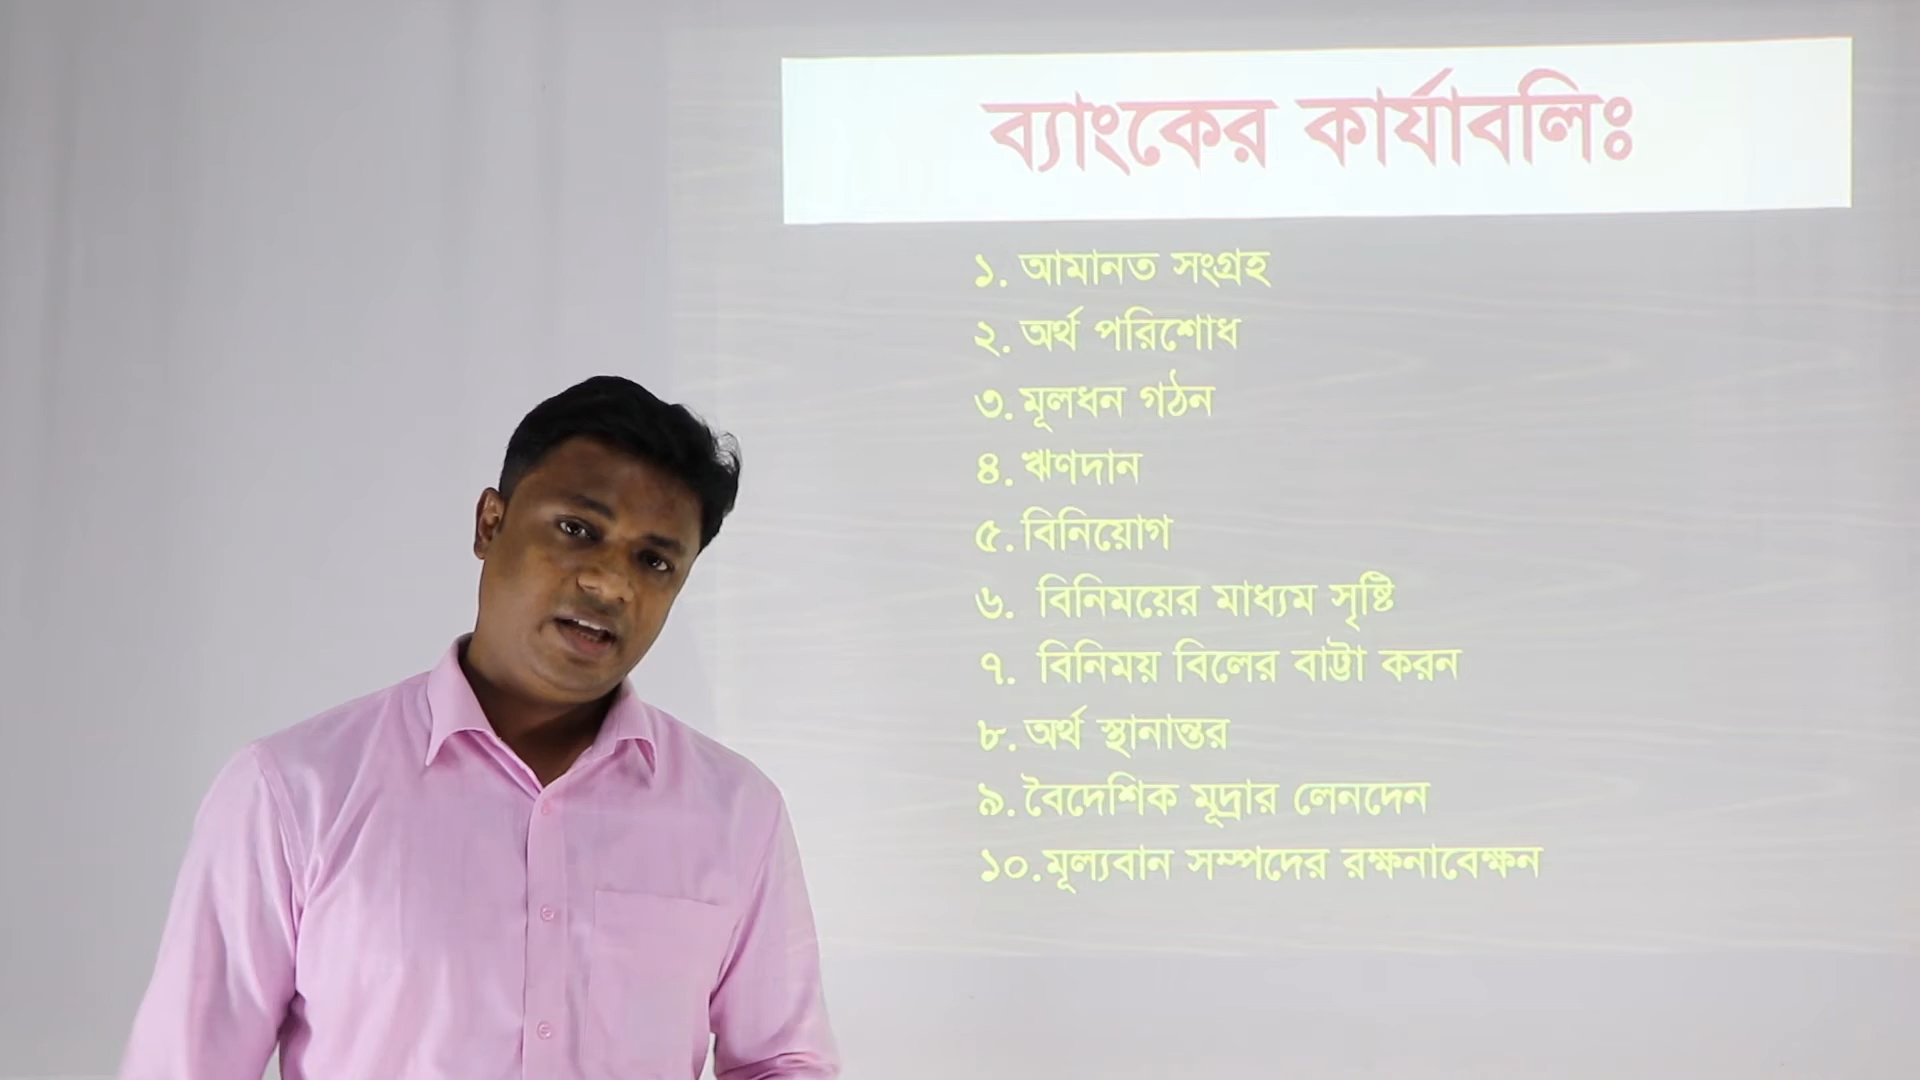 ব্যাংকের কার্যাবলিঃ
১. আমানত সংগ্রহ
২. অর্থ পরিশোধ
৩. মূলধন গঠন
৪. ঋণদান
৫. বিনিয়োগ
৬. বিনিময়ের মাধ্যম সৃষ্টি
৭. বিনিময় বিলের বাট্টা করন
৮. অর্থ স্থানান্তর
৯. বৈদেশিক মূদ্রার লেনদেন
১০. মূল্যবান সম্পদের রক্ষনাবেক্ষন